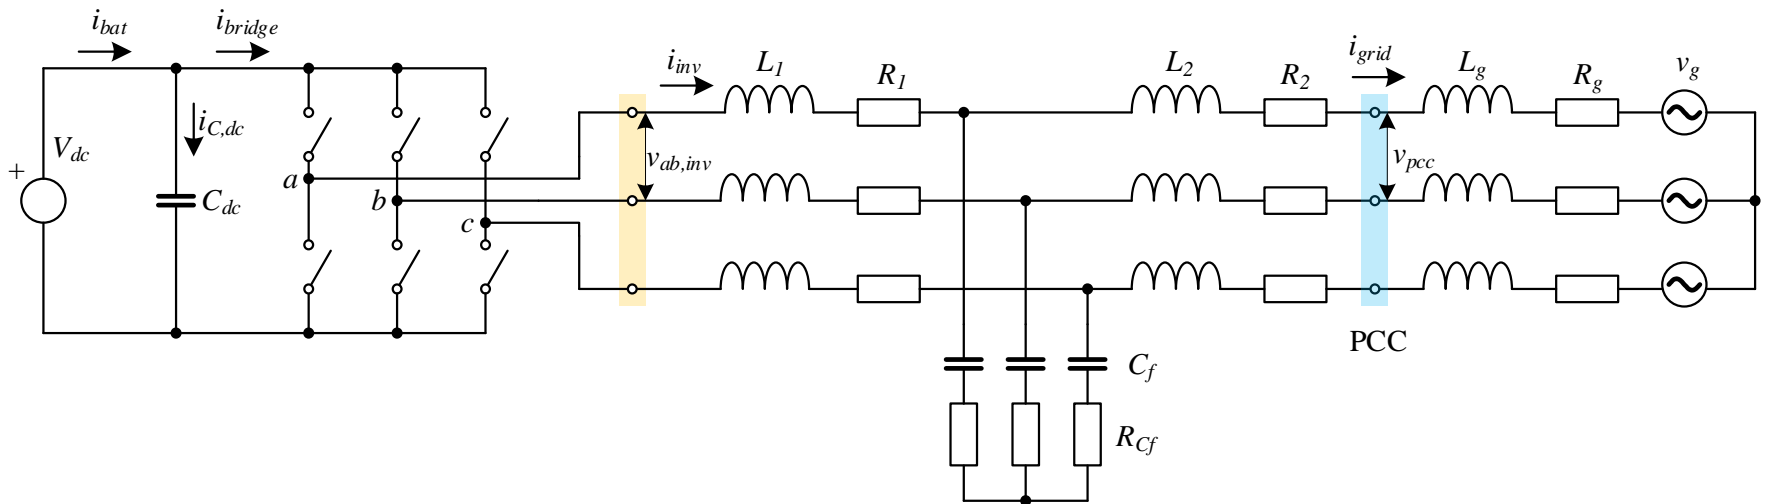 i_bat
i_bridge
i_inv
L_1
R_1
L_2
R_2
i_grid
L_g
R_g
v_g
i_C,dc
V_dc
+
C_dc
a
b
c
v_ab,inv
v_pcc
PCC
C_f
R_Cf